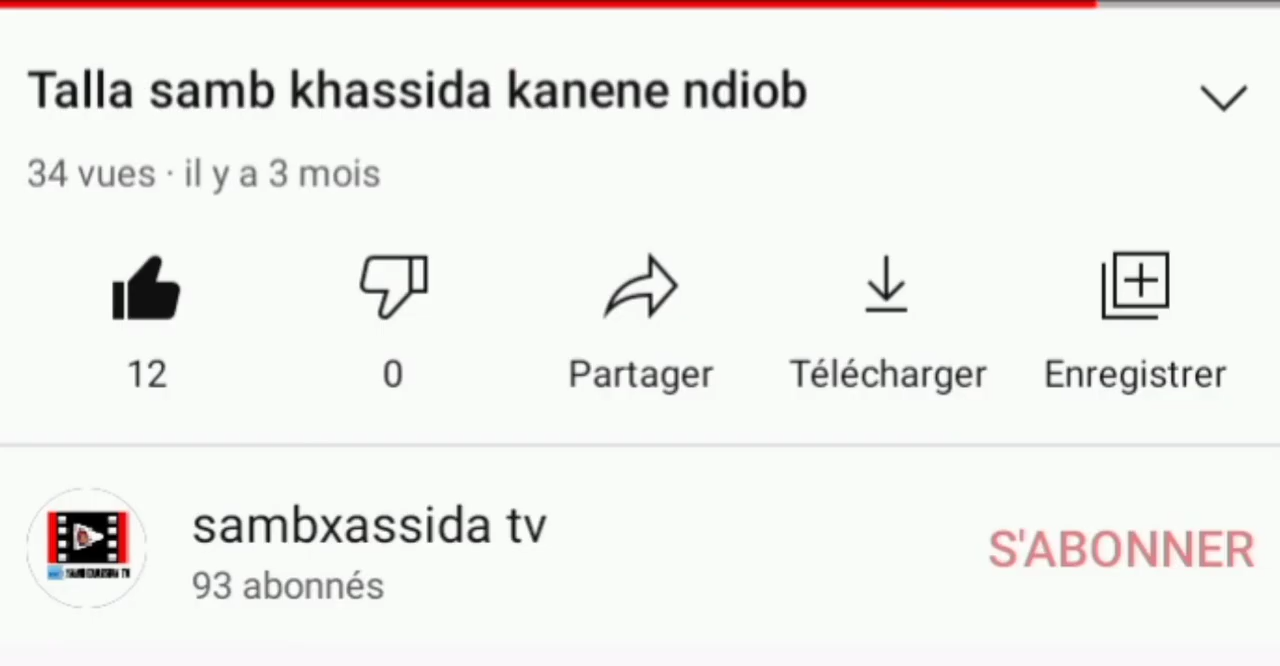 Talla samb khassida kanene ndiob
34 vues · il y a 3 mois
12
0
Partager
Télécharger
Enregistrer
sambxassida tv
S'ABONNER
93 abonnés